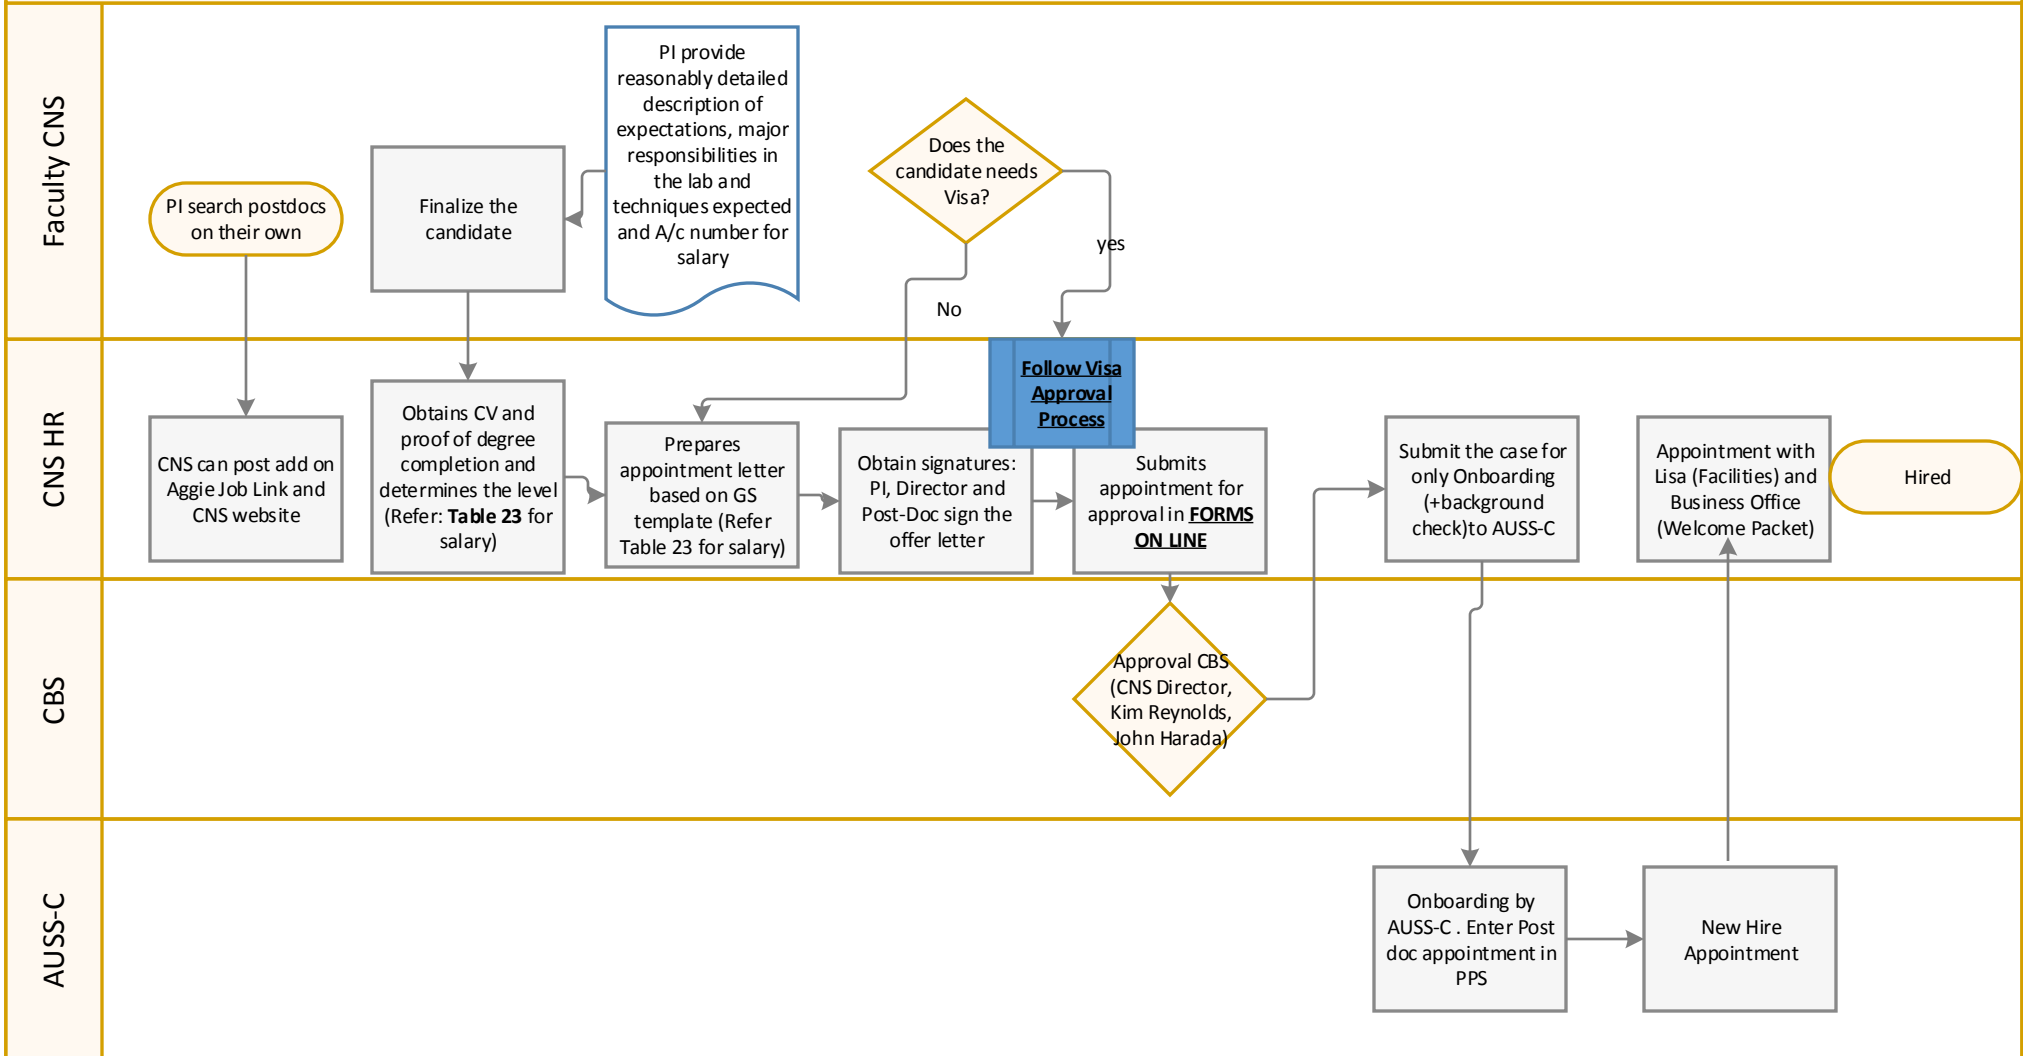 Faculty CNS
PI search postdocs
on their own
Finalize the
candidate
PI provide
reasonably detailed
description of
expectations, major
responsibilities in
the lab and
techniques expected
and A/c number for
salary
Does the
candidate needs
Visa?
yes
No
CNS HR
CNS can post add on
Aggie Job Link and
CNS website
Obtains CV and
proof of degree
completion and
determines the level
(Refer: Table 23 for
salary)
Prepares
appointment letter
based on GS
template (Refer
Table 23 for salary)
Obtain signatures:
PI, Director and
Post-Doc sign the
offer letter
Follow Visa
Approval
Process
Submits
appointment for
approval in FORMS
ON LINE
Submit the case for
only Onboarding
(+background
check)to AUSS-C
Appointment with
Lisa (Facilities) and
Business Office
(Welcome Packet)
Hired
CBS
Approval CBS
(CNS Director,
Kim Reynolds,
John Harada)
AUSS-C
Onboarding by
AUSS-C . Enter Post
doc appointment in
PPS
New Hire
Appointment